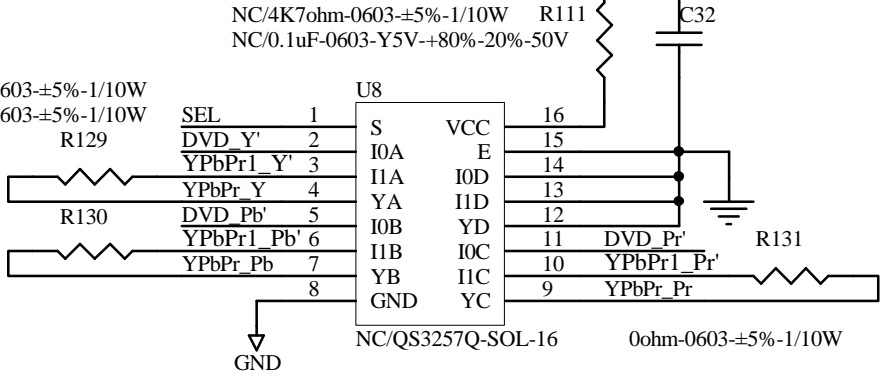 NC/4K7ohm-0603-±5%-1/10W R111
C32
NC/0.1uF-0603-Y5V-+80%-20%-50V
603-±5%-1/10W
603-±5%-1/10W
U8
R129
SEL 1 S VCC 16
DVD_Y' 2 I0A E 15
YPbPr1_Y' 3 I1A I0D 14
YPbPr_Y 4 YA I1D 13
R130
DVD_Pb' 5 I0B YD 12
YPbPr1_Pb' 6 I1B I0C 11 DVD_Pr' R131
YPbPr_Pb 7 YB I1C 10 YPbPr1_Pr'
8 GND YC 9 YPbPr_Pr
NC/QS3257Q-SOL-16
0ohm-0603-±5%-1/10W
GND